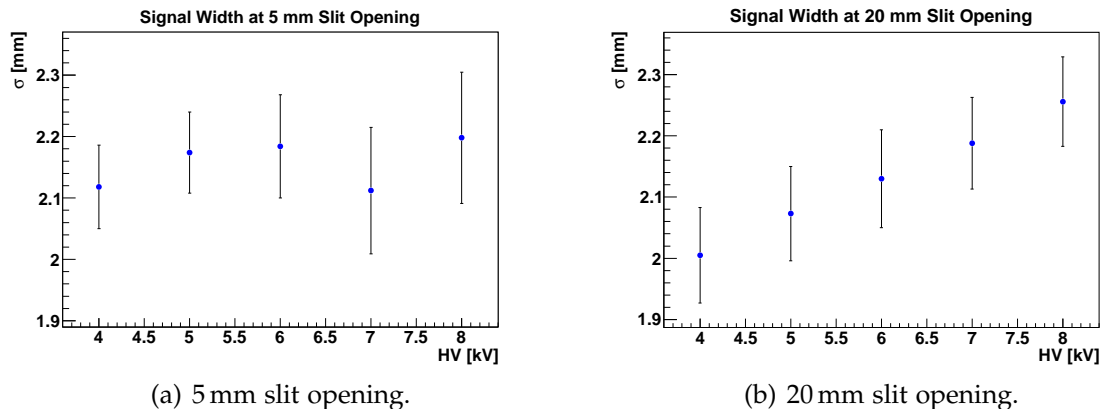 Signal Width at 5 mm Slit Opening
σ [mm]
2.3
2.2
2.1
2
1.9
4 4.5 5 5.5 6 6.5 7 7.5 8
HV [kV]
(a) 5 mm slit opening.
Signal Width at 20 mm Slit Opening
σ [mm]
2.3
2.2
2.1
2
1.9
4 4.5 5 5.5 6 6.5 7 7.5 8
HV [kV]
(b) 20 mm slit opening.